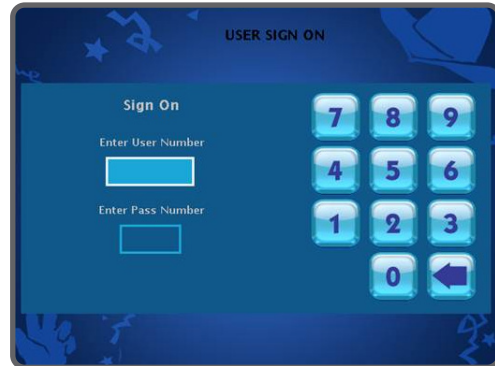 USER SIGN ON
Sign On
Enter User Number
Enter Pass Number
7 8 9
4 5 6
1 2 3
0